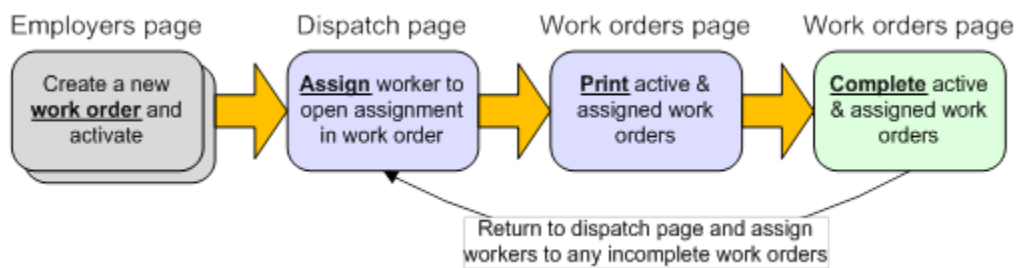 Employers page
Dispatch page
Work orders page
Work orders page
Create a new
work order and
activate
Assign worker to
open assignment
in work order
Print active &
assigned work
orders
Complete active
& assigned work
orders
Return to dispatch page and assign
workers to any incomplete work orders